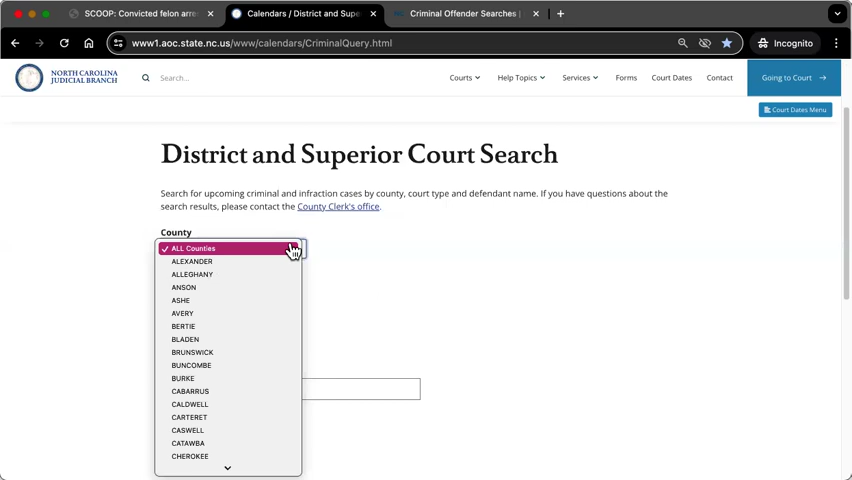 SCOOP: Convicted felon arre
Calendars / District and Supe
Criminal Offender Searches |
www1.aoc.state.nc.us/www/calendars/CriminalQuery.html
Incognito
NORTH CAROLINA
JUDICIAL BRANCH
Search...
Courts
Help Topics
Services
Forms
Court Dates
Contact
Going to Court
Court Dates Menu
District and Superior Court Search
Search for upcoming criminal and infraction cases by county, court type and defendant name. If you have questions about the
search results, please contact the County Clerk's office.
County
ALL Counties
ALEXANDER
ALLEGHANY
ANSON
ASHE
AVERY
BERTIE
BLADEN
BRUNSWICK
BUNCOMBE
BURKE
CABARRUS
CALDWELL
CARTERET
CASWELL
CATAWBA
CHEROKEE